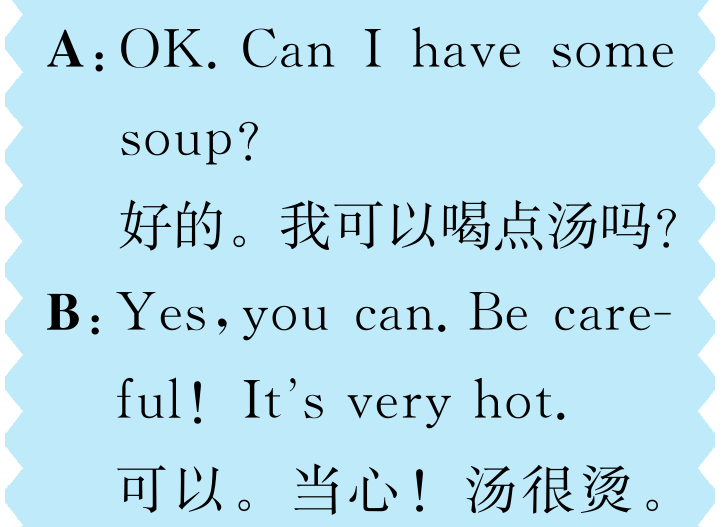 A:OK. Can I have some
soup?
好的。我可以喝点汤吗?
B:Yes,you can. Be care-
ful! It's very hot.
可以。当心!汤很烫。